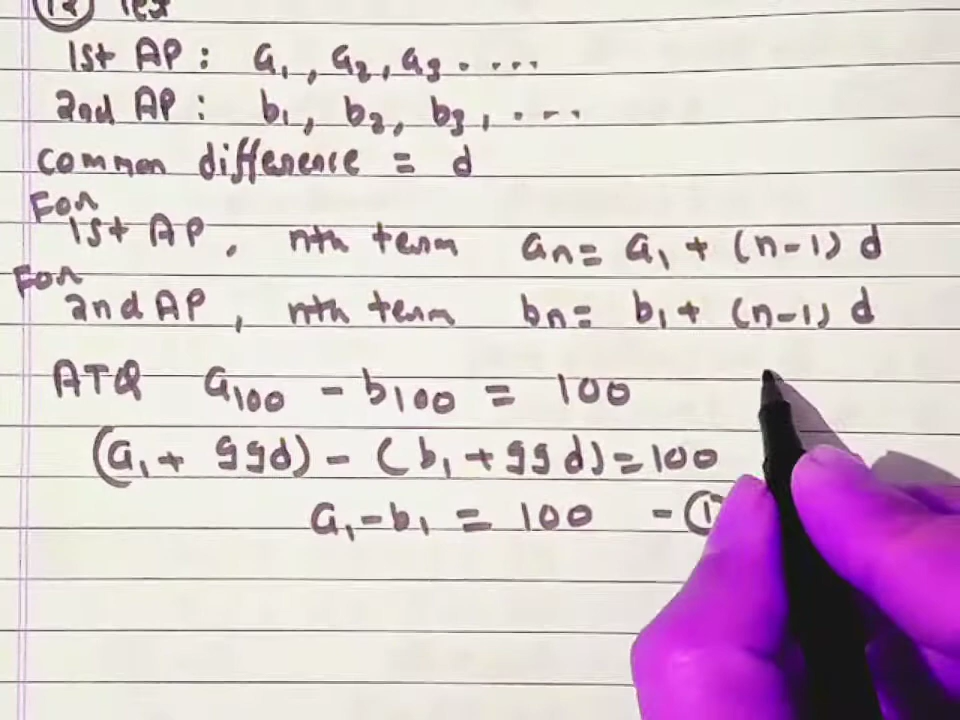 1st AP : a₁, a₂, a₃ . ...
2nd AP : b₁, b₂, b₃, . ...
common difference = d
For
1st AP, nth term an = a₁ + (n-1) d
For
2nd AP, nth term bn = b₁ + (n-1) d
ATQ a₁₀₀ - b₁₀₀ = 100
(a₁ + 99d) - (b₁ + 99d) = 100
a₁ - b₁ = 100 - ①